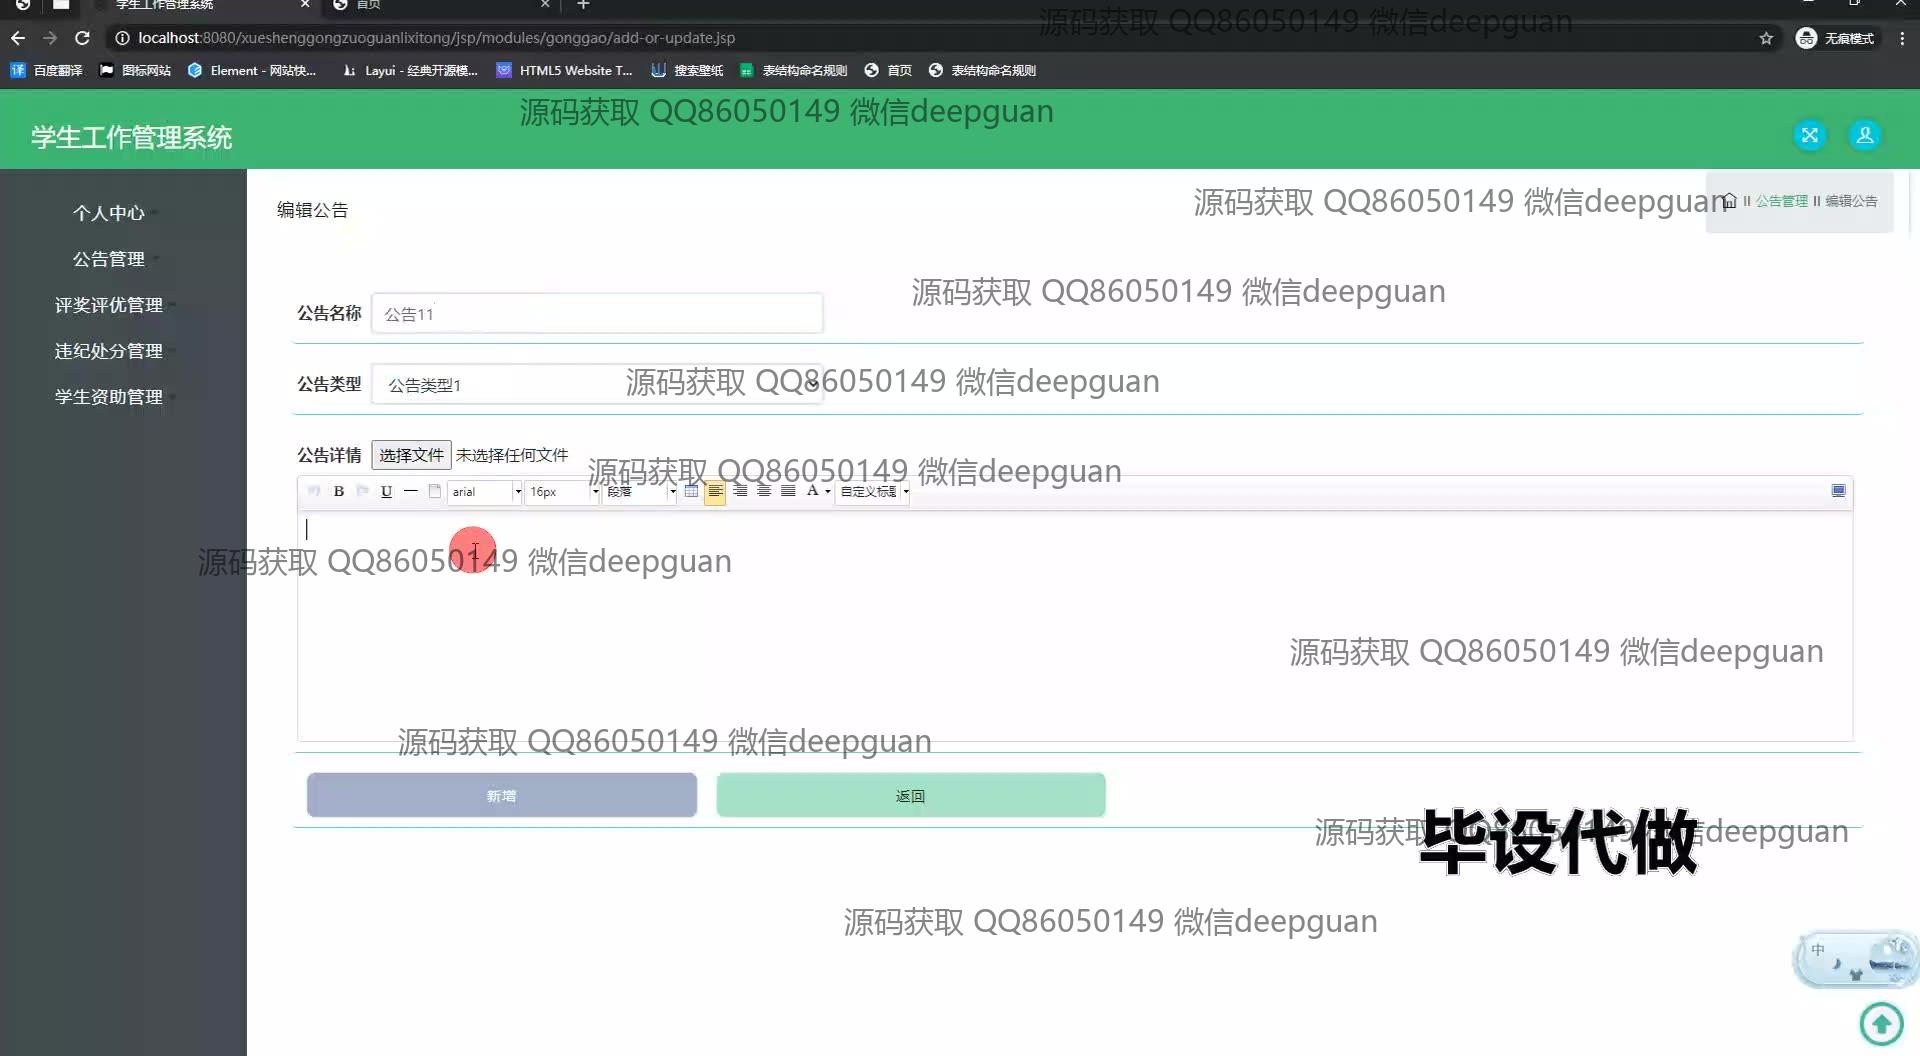 学生工作管理系统
首页
localhost:8080/xueshenggongzuoguanlixitong/jsp/modules/gonggao/add-or-update.jsp
无痕模式
源码获取 QQ86050149 微信deepguan
译 百度翻译
图标网站
Element - 网站快...
Layui - 经典开源模...
HTML5 Website T...
搜索壁纸
表结构命名规则
首页
表结构命名规则
源码获取 QQ86050149 微信deepguan
学生工作管理系统
个人中心
公告管理
评奖评优管理
违纪处分管理
学生资助管理
编辑公告
源码获取 QQ86050149 微信deepguan
公告管理 编辑公告
源码获取 QQ86050149 微信deepguan
公告名称 公告11
公告类型 公告类型1
源码获取 QQ86050149 微信deepguan
公告详情 选择文件 未选择任何文件
源码获取 QQ86050149 微信deepguan
B U arial 16px 段落 A 自定义标题
源码获取 QQ86050149 微信deepguan
源码获取 QQ86050149 微信deepguan
源码获取 QQ86050149 微信deepguan
新增 返回
源码获取 QQ86050149 微信deepguan
毕设代做
源码获取 QQ86050149 微信deepguan
中